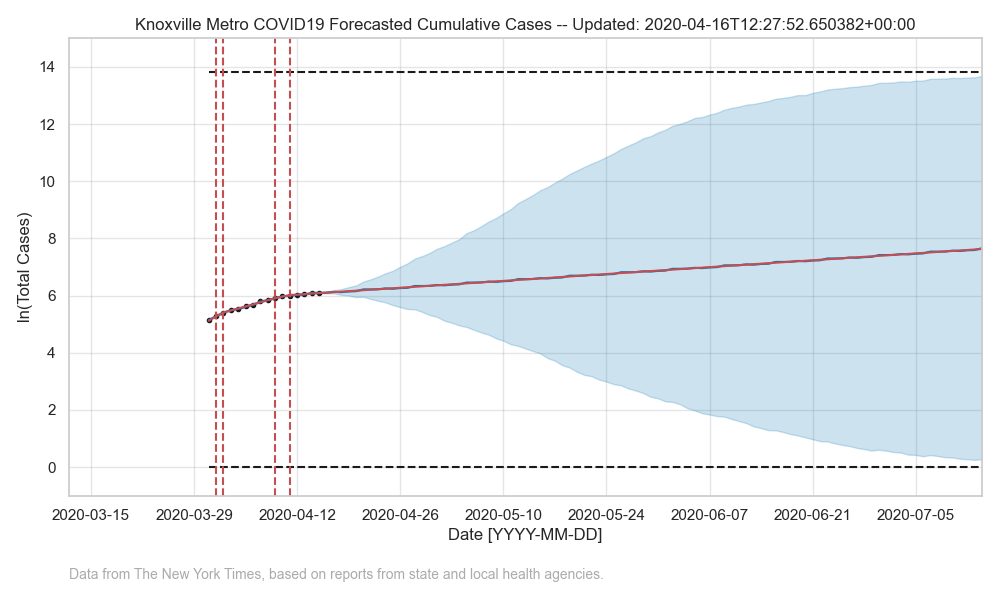 Knoxville Metro COVID19 Forecasted Cumulative Cases -- Updated: 2020-04-16T12:27:52.650382+00:00
14
12
10
8
6
4
2
0
ln(Total Cases)
2020-03-15 2020-03-29 2020-04-12 2020-04-26 2020-05-10 2020-05-24 2020-06-07 2020-06-21 2020-07-05
Date [YYYY-MM-DD]
Data from The New York Times, based on reports from state and local health agencies.